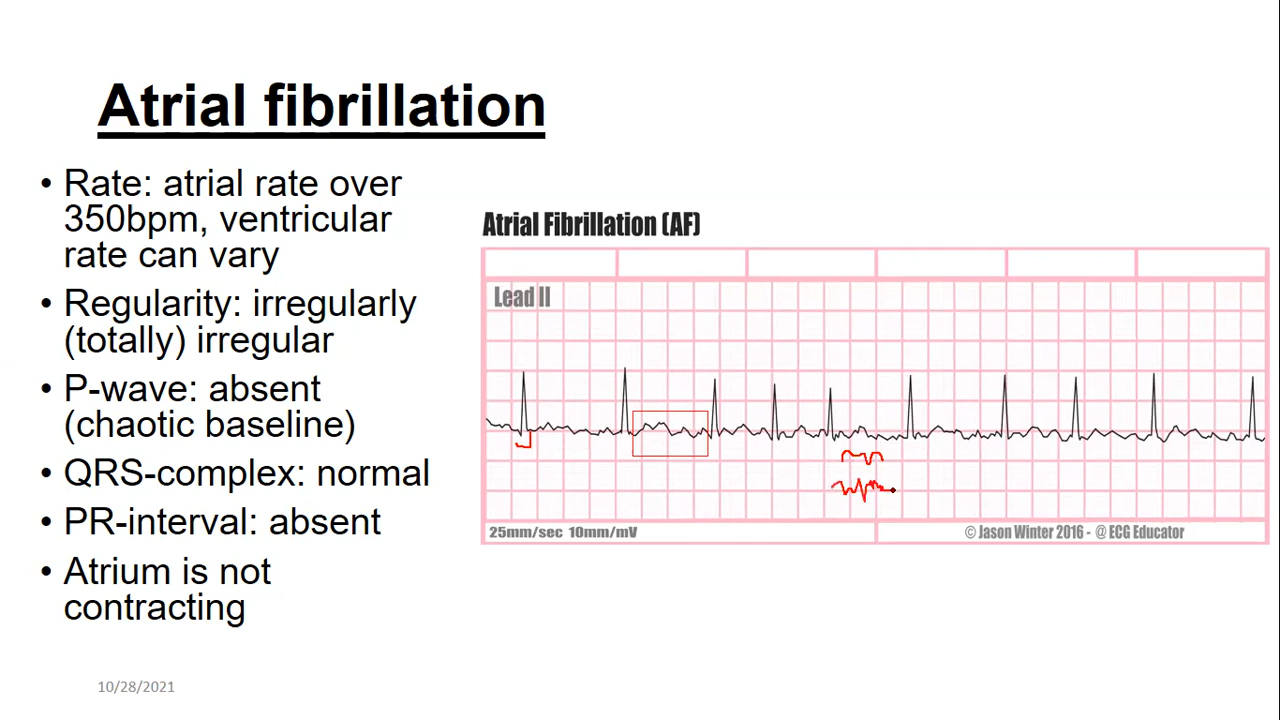 Atrial fibrillation
• Rate: atrial rate over
350bpm, ventricular
rate can vary
• Regularity: irregularly
(totally) irregular
• P-wave: absent
(chaotic baseline)
• QRS-complex: normal
• PR-interval: absent
• Atrium is not
contracting
Atrial Fibrillation (AF)
Lead II
25mm/sec 10mm/mV
© Jason Winter 2016 - @ ECG Educator
10/28/2021